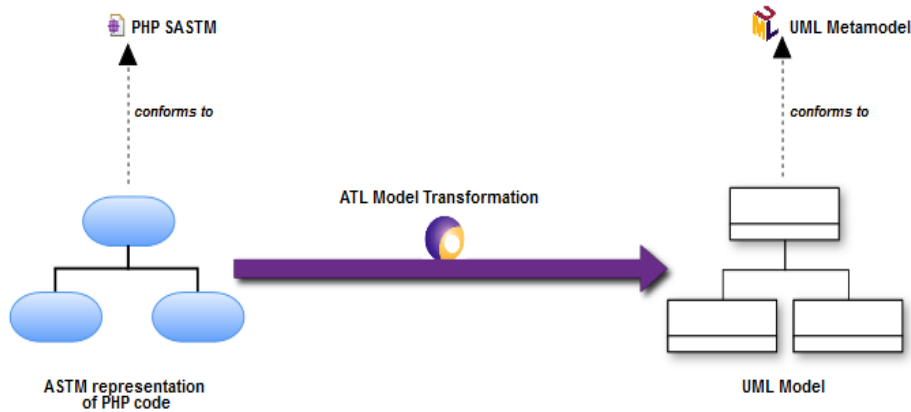 PHP SASTM
UML Metamodel
conforms to
conforms to
ATL Model Transformation
ASTM representation
of PHP code
UML Model